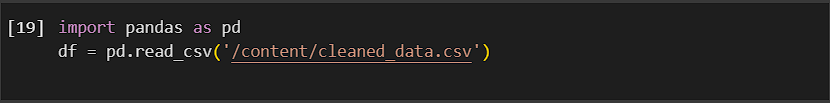 [19] import pandas as pd
df = pd.read_csv('/content/cleaned_data.csv')